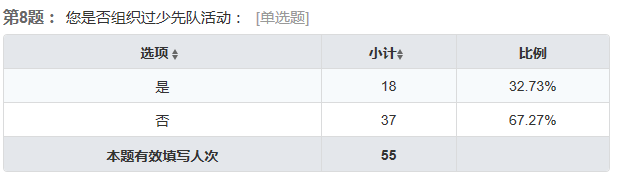 第8题： 您是否组织过少先队活动： [单选题]
选项 小计 比例
是 18 32.73%
否 37 67.27%
本题有效填写人次 55